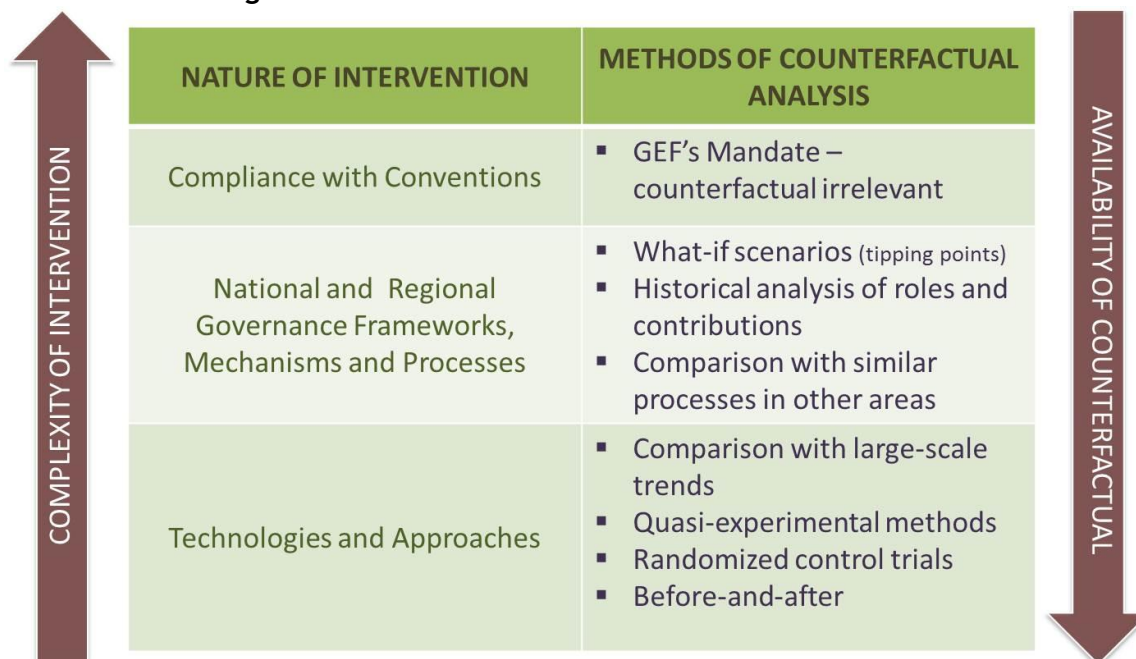 COMPLEXITY OF INTERVENTION
NATURE OF INTERVENTION
METHODS OF COUNTERFACTUAL
ANALYSIS
Compliance with Conventions
▪ GEF's Mandate –
counterfactual irrelevant
National and Regional
Governance Frameworks,
Mechanisms and Processes
▪ What-if scenarios (tipping points)
▪ Historical analysis of roles and
contributions
▪ Comparison with similar
processes in other areas
Technologies and Approaches
▪ Comparison with large-scale
trends
▪ Quasi-experimental methods
▪ Randomized control trials
▪ Before-and-after
AVAILABILITY OF COUNTERFACTUAL